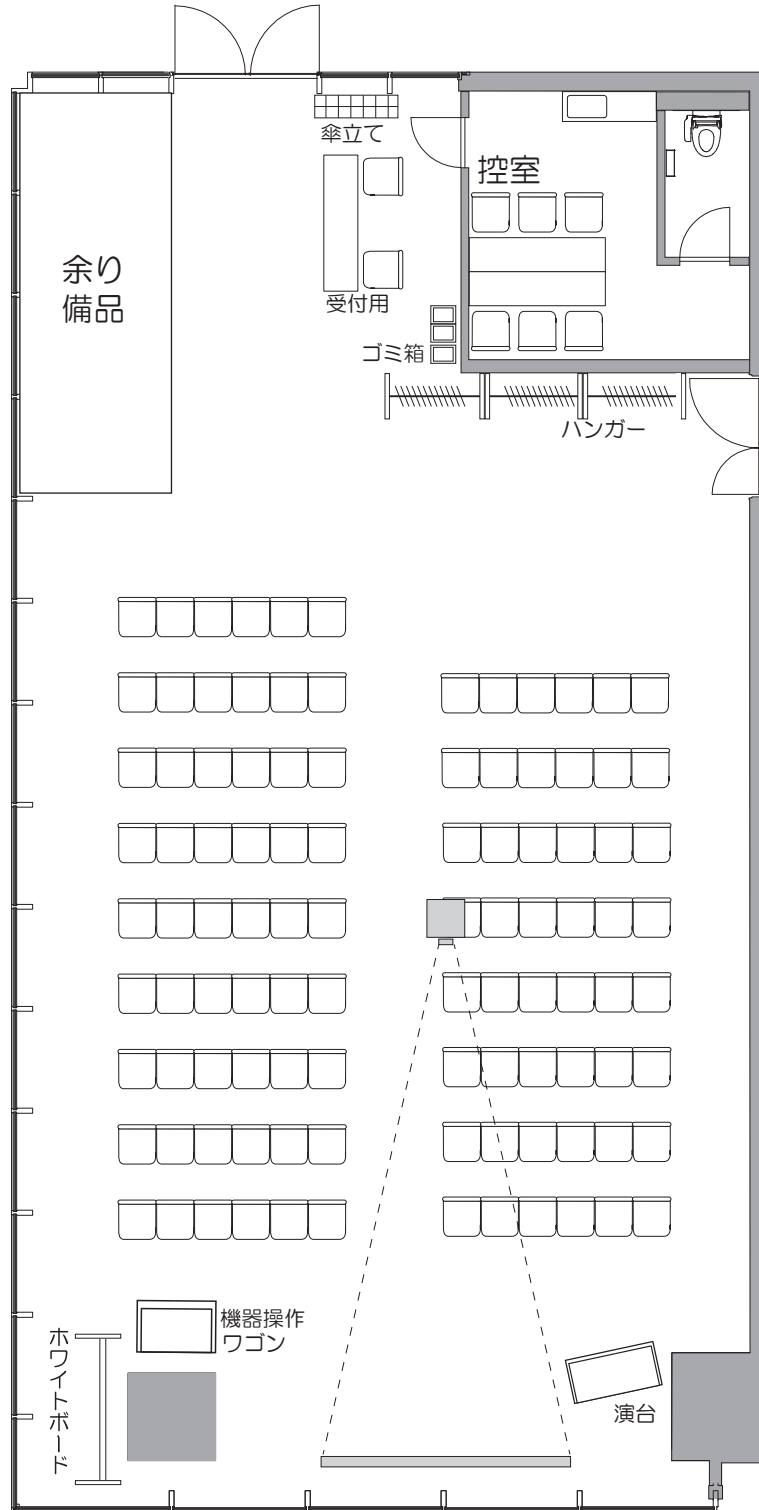 傘立て
控室
余り
備品
受付用
ゴミ箱
ハンガー
機器操作
ワゴン
ホワイトボード
演台